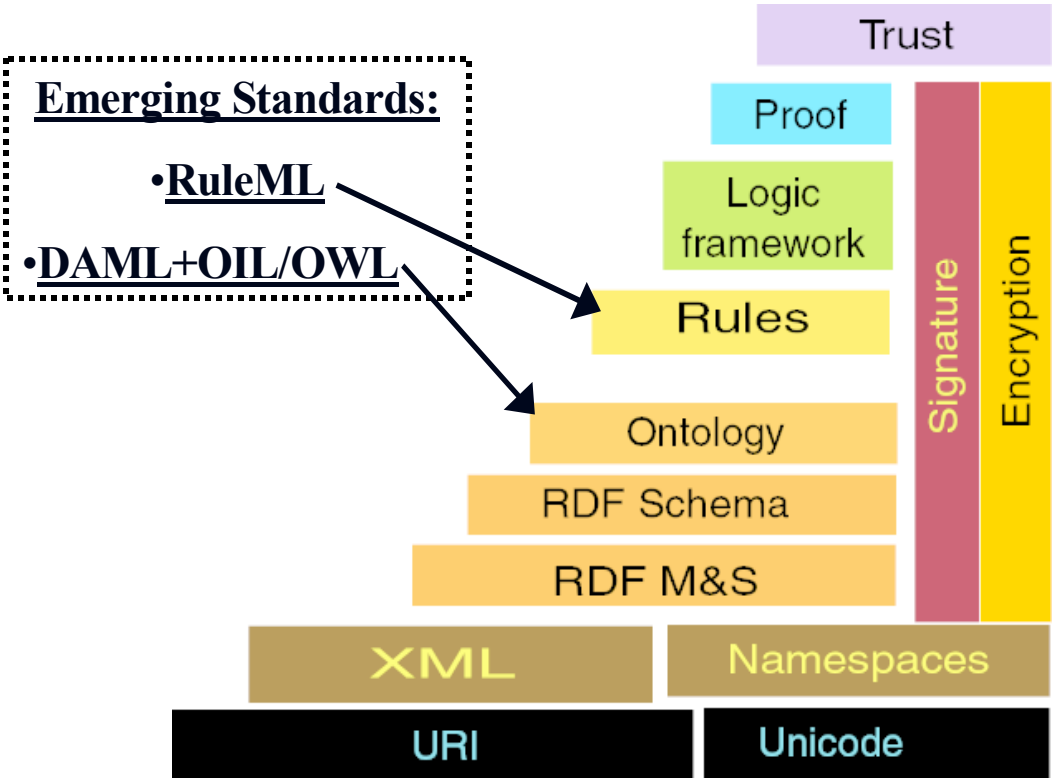 Emerging Standards:
•RuleML
•DAML+OIL/OWL
Trust
Proof
Logic
framework
Rules
Ontology
RDF Schema
RDF M&S
Signature
Encryption
XML
Namespaces
URI
Unicode